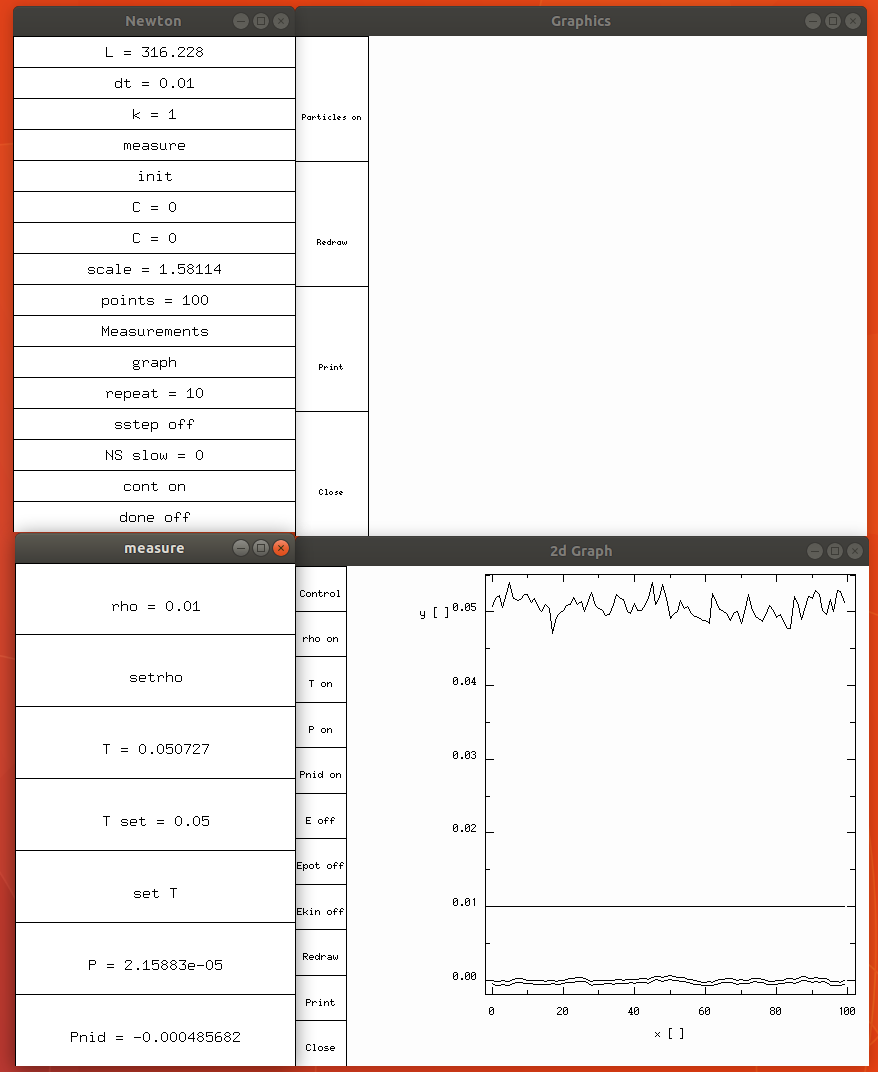 Newton
L = 316.228
dt = 0.01
k = 1
measure
init
C = 0
C = 0
scale = 1.58114
points = 100
Measurements
graph
repeat = 10
sstep off
NS slow = 0
cont on
done off
Graphics
Particles on
Redraw
Print
Close
measure
rho = 0.01
setrho
T = 0.050727
T set = 0.05
set T
P = 2.15883e-05
Pnid = -0.000485682
2d Graph
Control
rho on
T on
P on
Pnid on
E off
Epot off
Ekin off
Redraw
Print
Close
y [ ]
0.05
0.04
0.03
0.02
0.01
0.00
0 20 40 60 80 100
x [ ]